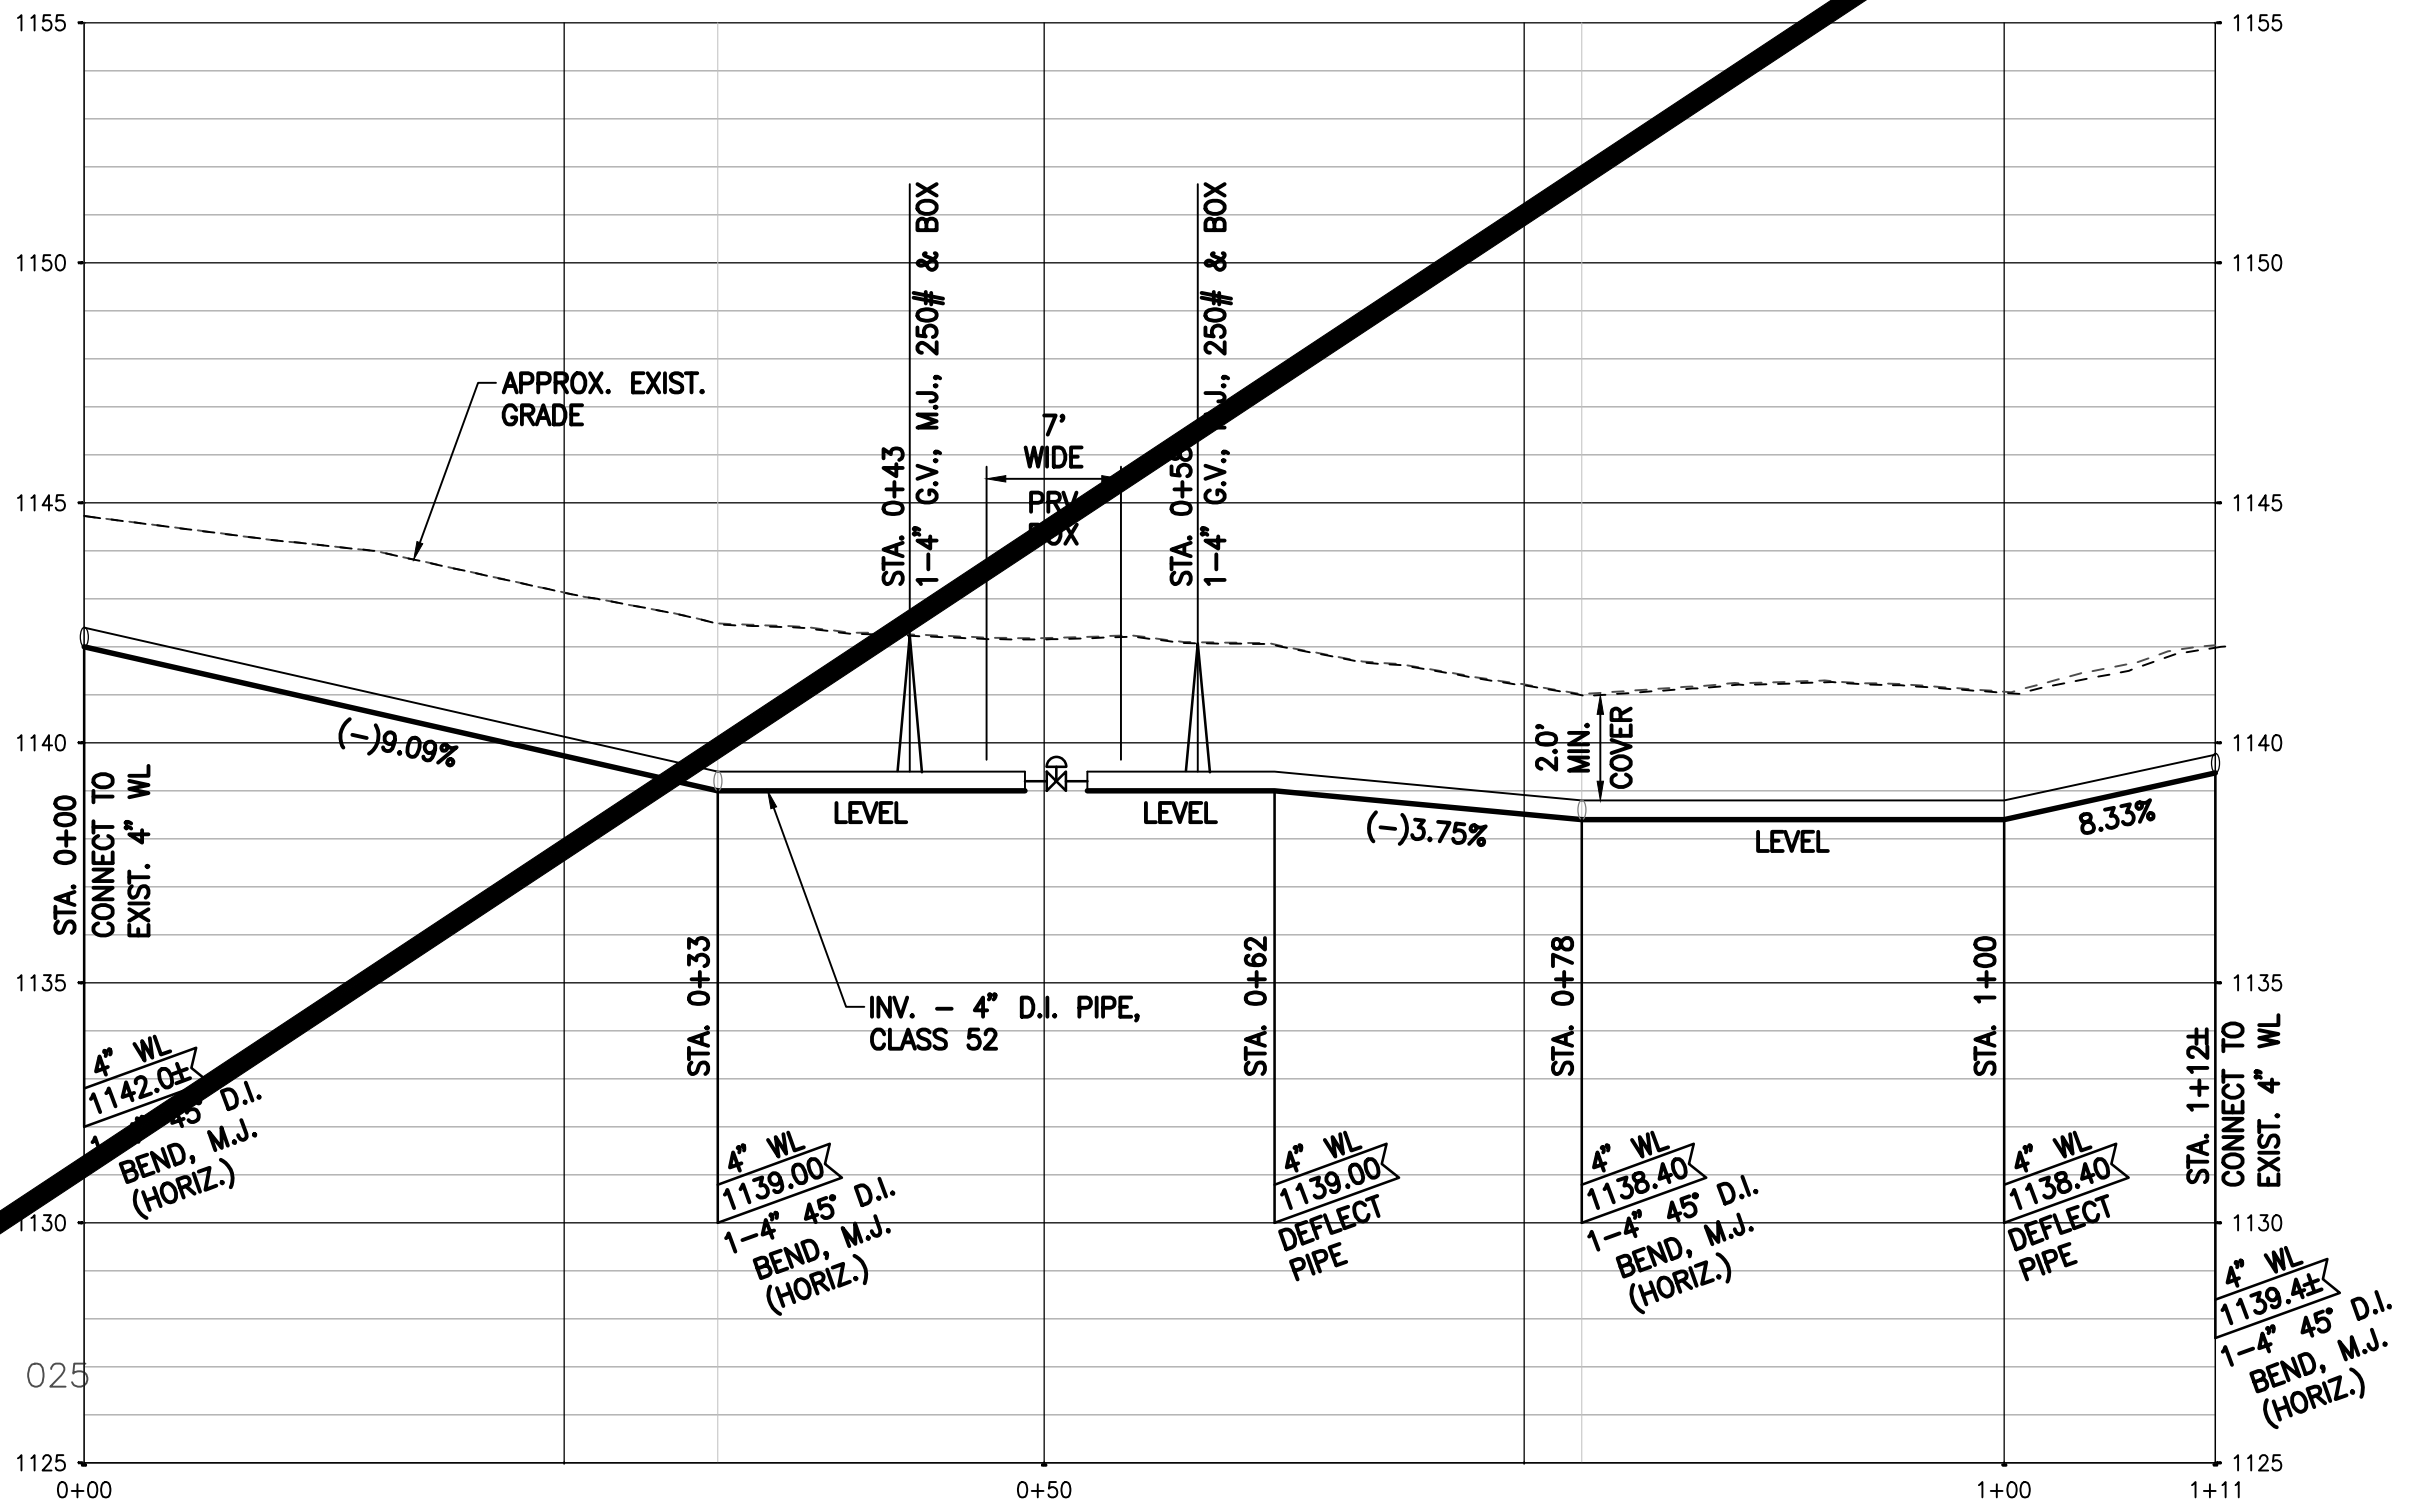 1155
1155
1150
1150
1145
1145
1140
1140
1135
1135
1130
1130
1125
1125
0+00
0+50
1+00
1+11
APPROX. EXIST.
GRADE
STA. 0+43
1-4" G.V., M.J., 250# & BOX
7'
WIDE
PRV
BOX
STA. 0+58
1-4" G.V., M.J., 250# & BOX
(-)9.09%
LEVEL
LEVEL
(-)3.75%
2.0'
MIN.
COVER
LEVEL
8.33%
STA. 0+00
CONNECT TO
EXIST. 4" WL
4" WL
1142.0±
45° D.I.
BEND, M.J.
(HORIZ.)
STA. 0+33
4" WL
1139.00
1-4" 45° D.I.
BEND, M.J.
(HORIZ.)
INV. - 4" D.I. PIPE,
CLASS 52
STA. 0+62
4" WL
1139.00
DEFLECT
PIPE
STA. 0+78
4" WL
1138.40
1-4" 45° D.I.
BEND, M.J.
(HORIZ.)
STA. 1+00
4" WL
1138.40
DEFLECT
PIPE
STA. 1+12±
CONNECT TO
EXIST. 4" WL
4" WL
1139.4±
1-4" 45° D.I.
BEND, M.J.
(HORIZ.)
025